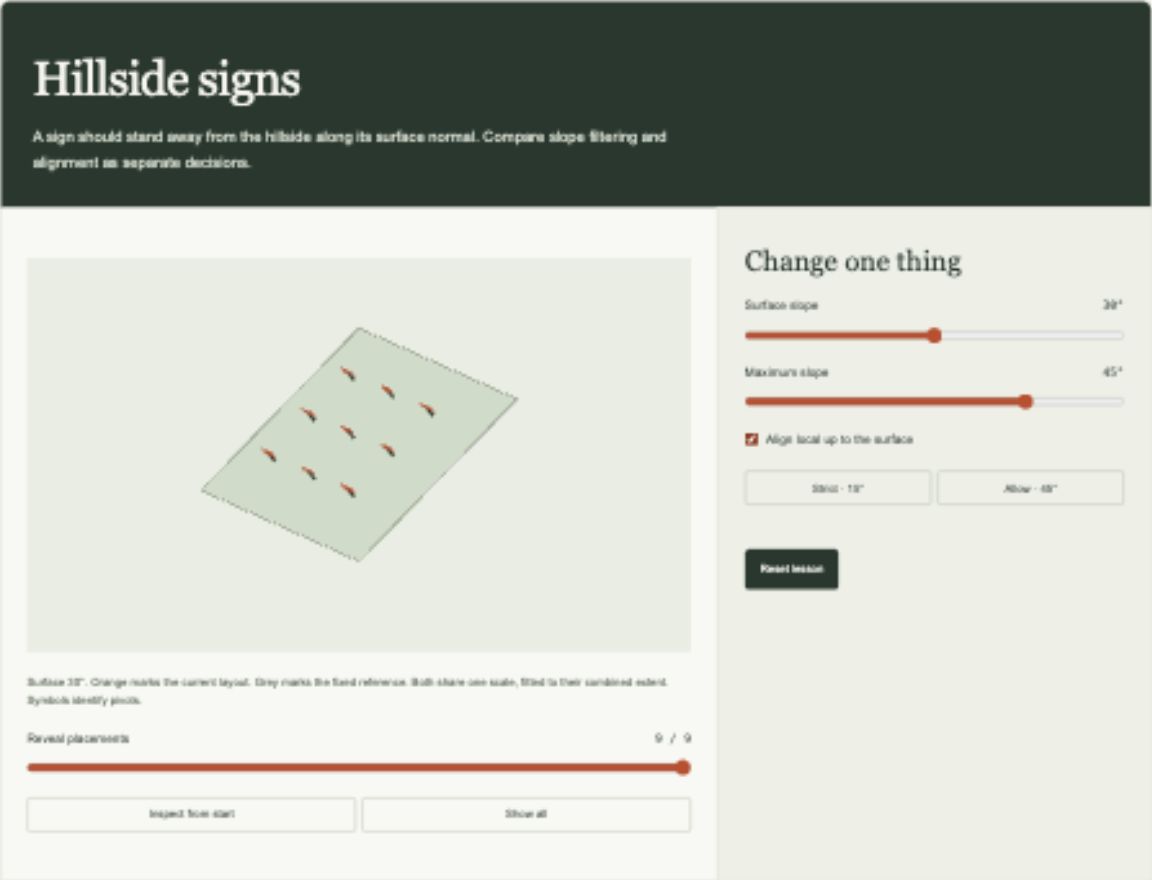 Hillside signs
A sign should stand away from the hillside along its surface normal. Compare slope filtering and
alignment as separate decisions.
Change one thing
Surface slope 30°
Maximum slope 45°
Align local up to the surface
Strict - 15° Allow - 45°
Reset lesson
Surface 30°. Orange marks the current layout. Grey marks the fixed reference. Both share one scale, fitted to their combined extent.
Symbols identify pivots.
Reveal placements 9 / 9
Inspect from start Show all